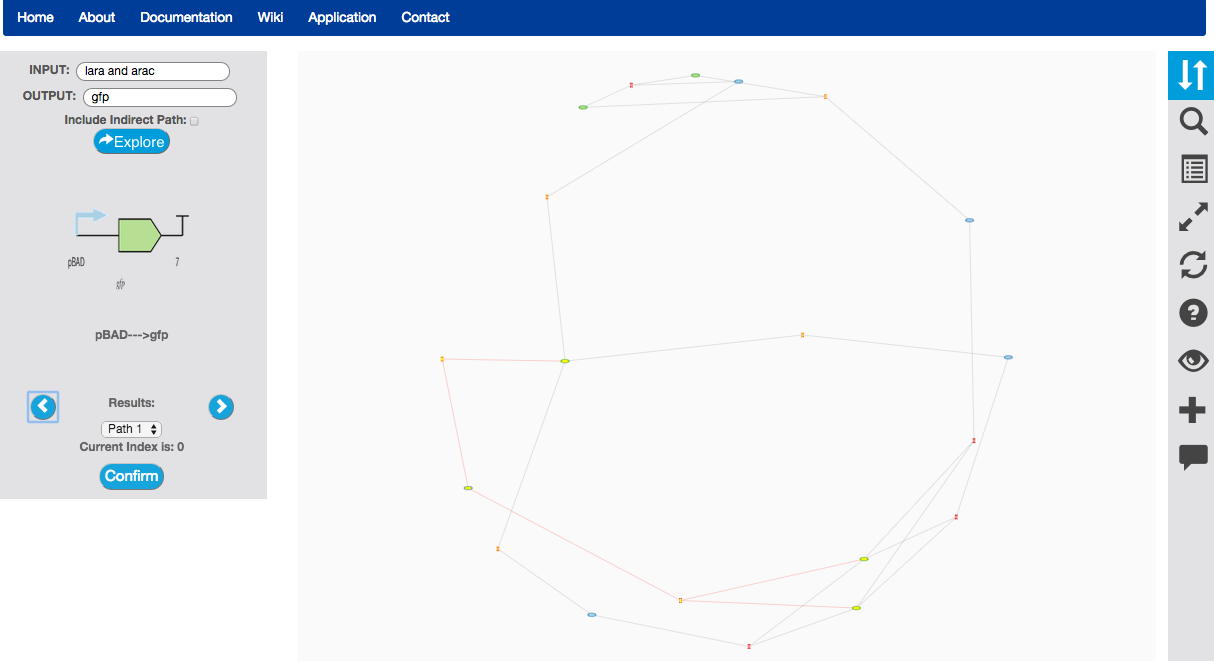 Home About Documentation Wiki Application Contact
INPUT: lara and arac
OUTPUT: gfp
Include Indirect Path:
Explore
pBAD
gfp
pBAD--->gfp
Results:
Path 1
Current Index is: 0
Confirm